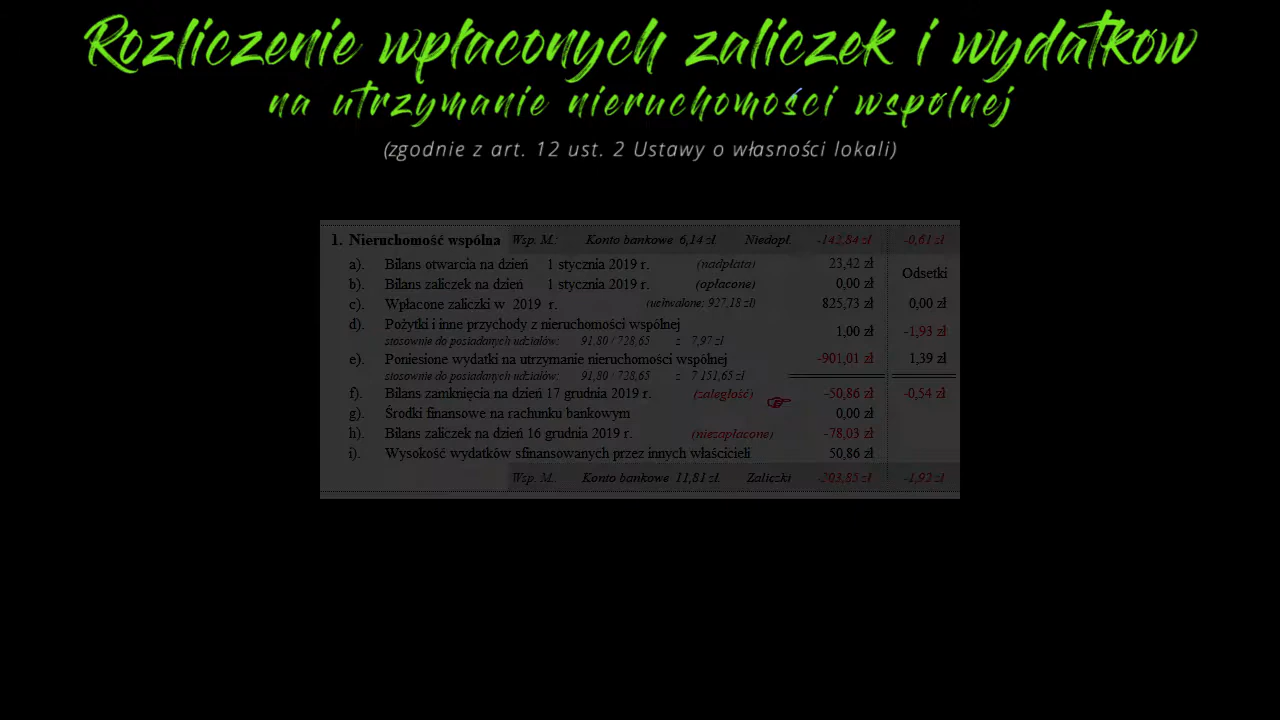 Rozliczenie wpłaconych zaliczek i wydatków
na utrzymanie nieruchomości wspólnej
(zgodnie z art. 12 ust. 2 Ustawy o własności lokali)
1. Nieruchomość wspólna Wsp. M.: Konto bankowe 6,14 zł. Niedopł. -142,84 zł -0,61 zł
a). Bilans otwarcia na dzień 1 stycznia 2019 r. (nadpłata) 23,42 zł Odsetki
b). Bilans zaliczek na dzień 1 stycznia 2019 r. (opłacone) 0,00 zł
c). Wpłacone zaliczki w 2019 r. (uchwalone: 927,18 zł) 825,73 zł 0,00 zł
d). Pożytki i inne przychody z nieruchomości wspólnej 1,00 zł -1,93 zł
stosownie do posiadanych udziałów: 91,80 / 728,65 z 7,97 zł
e). Poniesione wydatki na utrzymanie nieruchomości wspólnej -901,01 zł 1,39 zł
stosownie do posiadanych udziałów: 91,80 / 728,65 z 7 151,65 zł
f). Bilans zamknięcia na dzień 17 grudnia 2019 r. (zaległość) -50,86 zł -0,54 zł
g). Środki finansowe na rachunku bankowym 0,00 zł
h). Bilans zaliczek na dzień 16 grudnia 2019 r. (niezapłacone) -78,03 zł
i). Wysokość wydatków sfinansowanych przez innych właścicieli 50,86 zł
Wsp. M.: Konto bankowe 11,81 zł. Zaliczki -203,85 zł -1,92 zł